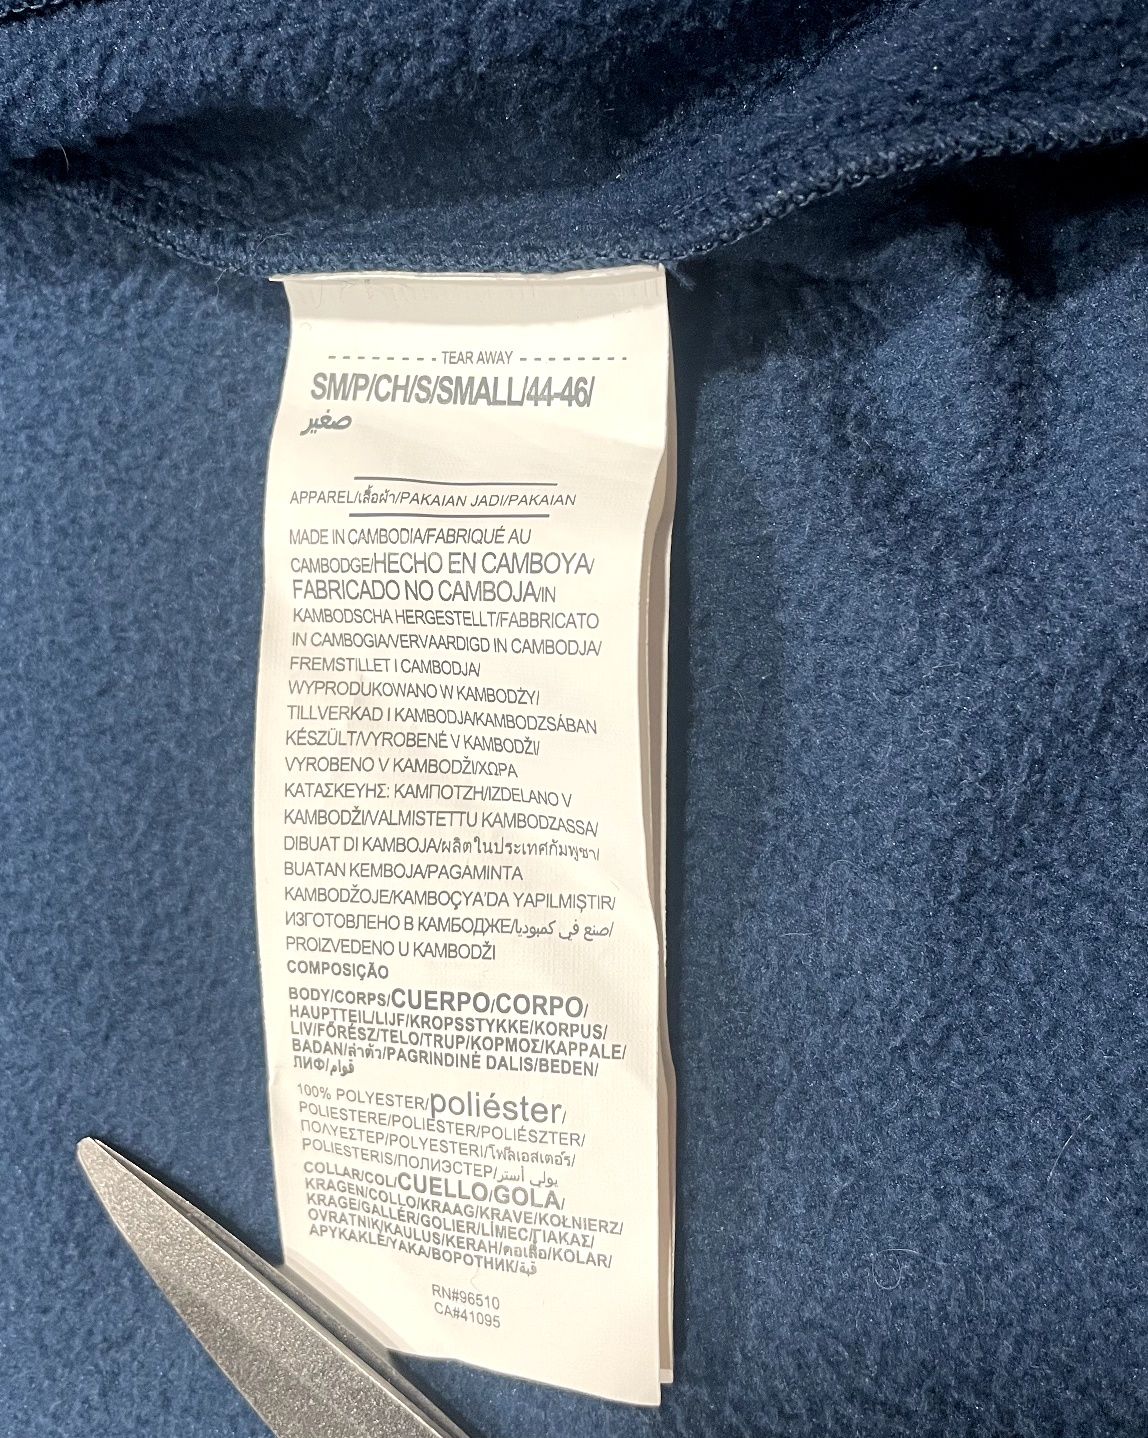 TEAR AWAY
SM/P/CH/S/SMALL/44-46/
صغير
APPAREL/เสื้อผ้า/PAKAIAN JADI/PAKAIAN
MADE IN CAMBODIA/FABRIQUÉ AU
CAMBODGE/HECHO EN CAMBOYA/
FABRICADO NO CAMBOJA/IN
KAMBODSCHA HERGESTELLT/FABBRICATO
IN CAMBOGIA/VERVAARDIGD IN CAMBODJA/
FREMSTILLET I CAMBODJA/
WYPRODUKOWANO W KAMBODŻY/
TILLVERKAD I KAMBODJAKAMBODZSÁBAN
KÉSZÜLT/VYROBENÉ V KAMBODŽI/
VYROBENO V KAMBODŽI/ΧΩΡΑ
ΚΑΤΑΣΚΕΥΗΣ: ΚΑΜΠΟΤΖΗ/IZDELANO V
KAMBODŽI/VALMISTETTU KAMBODZASSA/
DIBUAT DI KAMBOJA/ผลิตในประเทศกัมพูชา/
BUATAN KEMBOJA/PAGAMINTA
KAMBODŽOJE/KAMBOÇYA'DA YAPILMIŞTIR/
ИЗГОТОВЛЕНО В КАМБОДЖЕ/صنع في كمبوديا/
PROIZVEDENO U KAMBODŽI
COMPOSIÇÃO
BODY/CORPS/CUERPO/CORPO/
HAUPTTEIL/LIJF/KROPSSTYKKE/KORPUS/
LIV/FŐRÉSZ/TELO/TRUP/ΚΟΡΜΟΣ/KAPPALE/
BADAN/ลำตัว/PAGRINDINĖ DALIS/BEDEN/
ЛИФ/قوام
100% POLYESTER/poliéster/
POLIESTERE/POLIESTER/POLIÉSZTER/
ΠΟΛΥΕΣΤΕΡ/POLYESTERI/โพลีเอสเตอร์/
POLIESTERIS/ПОЛИЭСТЕР/بولي أستر
COLLAR/COL/CUELLO/GOLA/
KRAGEN/COLLO/KRAAG/KRAVE/KOŁNIERZ/
KRAGE/GALLÉR/GOLIER/LÍMEC/ΓΙΑΚΑΣ/
OVRATNIK/KAULUS/KERAH/คอเสื้อ/KOLAR/
APYKAKLĖ/YAKA/ВОРОТНИК/قبة
RN#96510
CA#41095